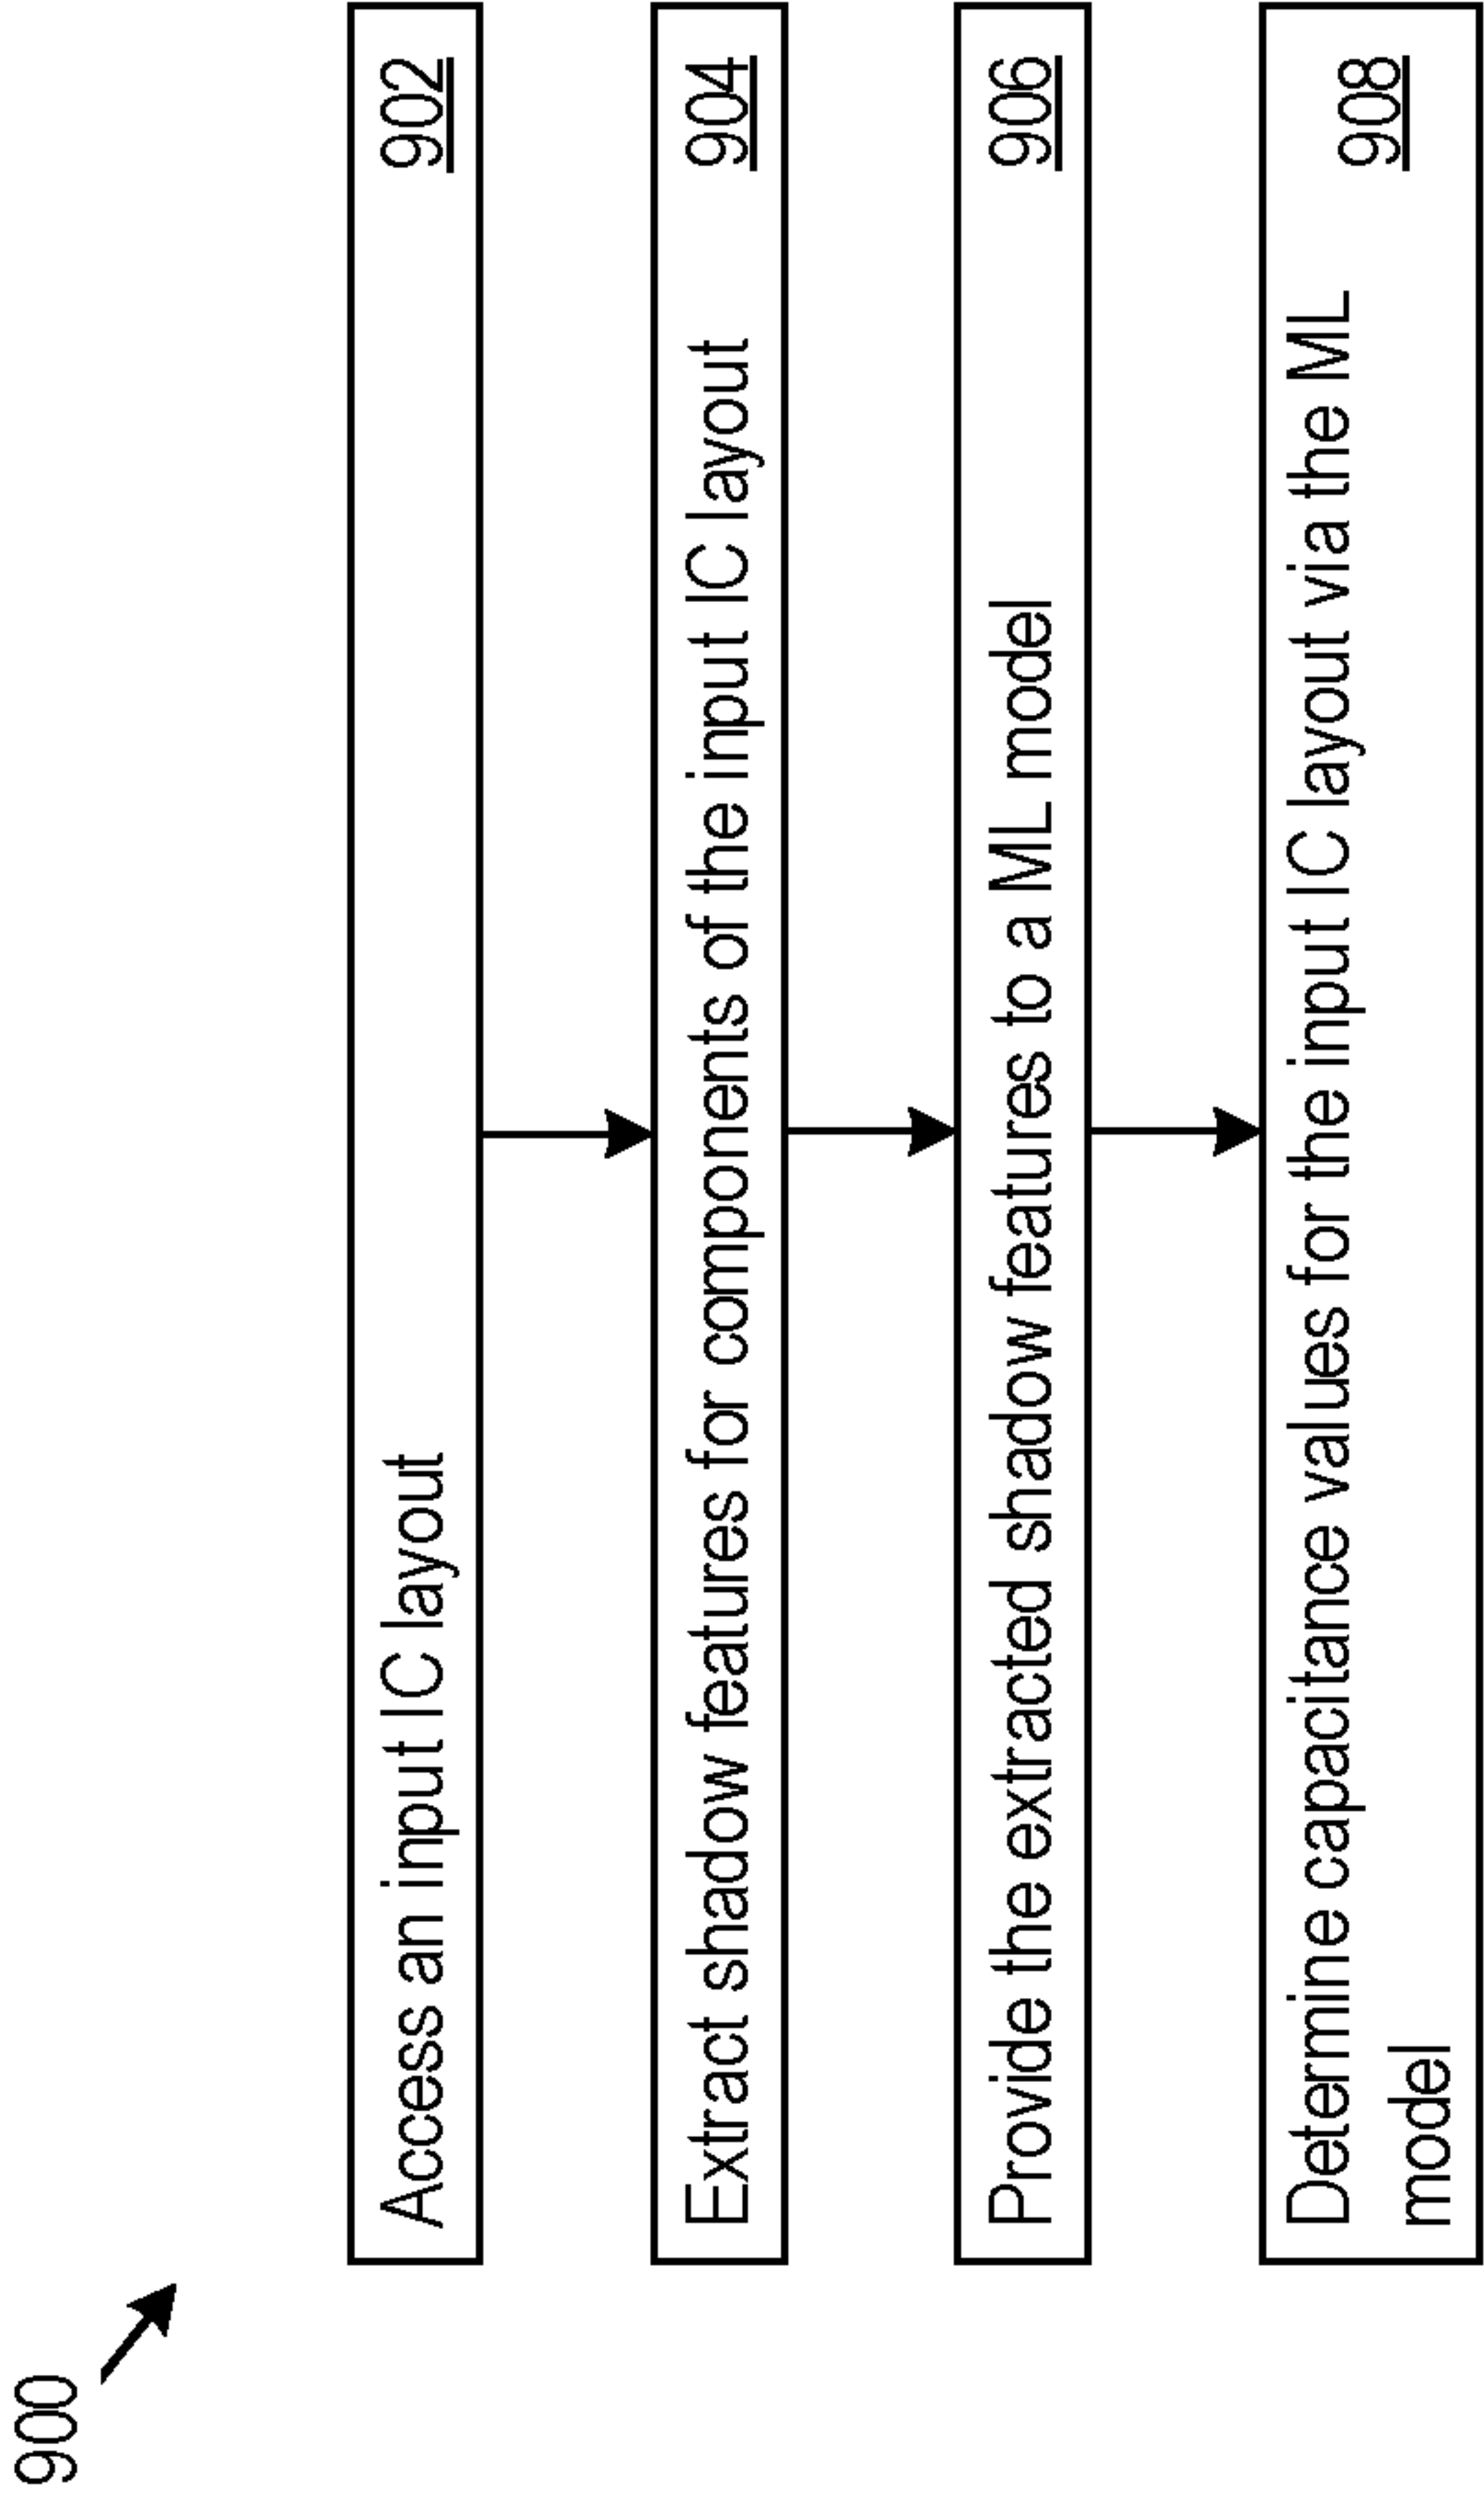 900
Access an input IC layout 902
Extract shadow features for components of the input IC layout 904
Provide the extracted shadow features to a ML model 906
Determine capacitance values for the input IC layout via the ML 908
model